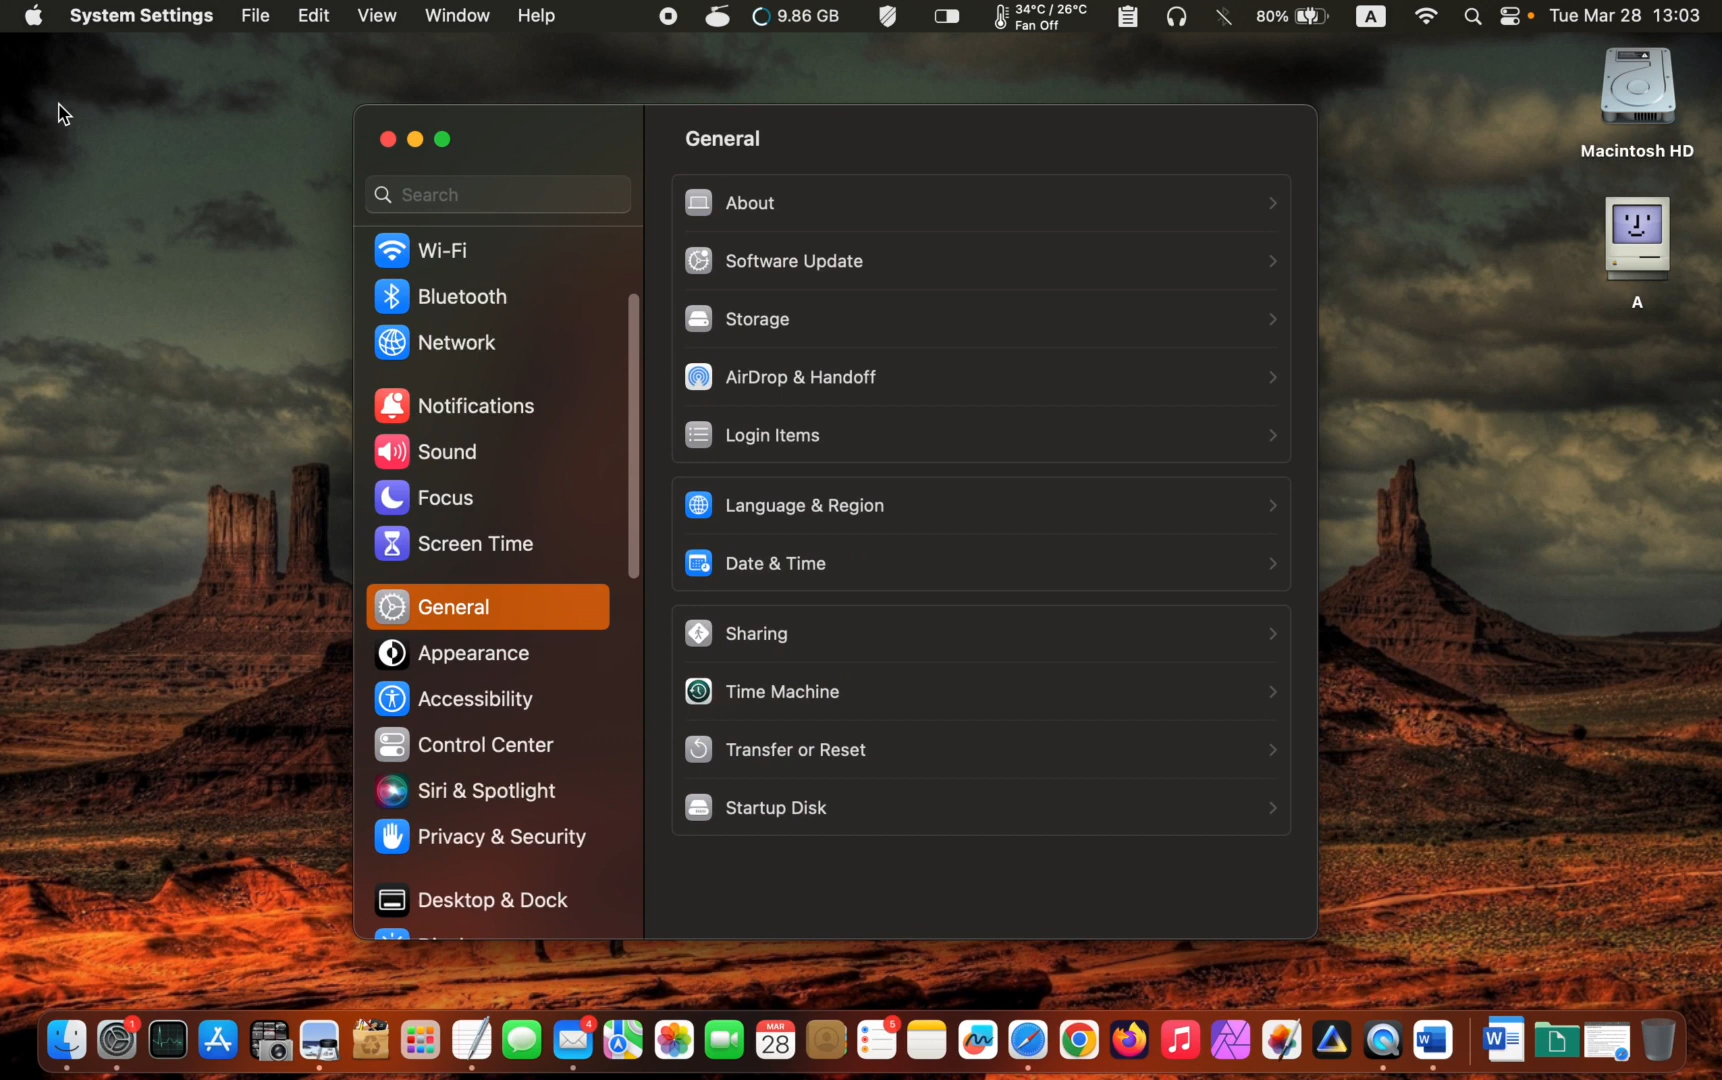 System Settings File Edit View Window Help 9.86 GB 34°C / 26°C Fan Off 80% A Tue Mar 28 13:03
Macintosh HD
A
Search
Wi-Fi
Bluetooth
Network
Notifications
Sound
Focus
Screen Time
General
Appearance
Accessibility
Control Center
Siri & Spotlight
Privacy & Security
Desktop & Dock
General
About
Software Update
Storage
AirDrop & Handoff
Login Items
Language & Region
Date & Time
Sharing
Time Machine
Transfer or Reset
Startup Disk
1
4
MAR
28
5
W
W